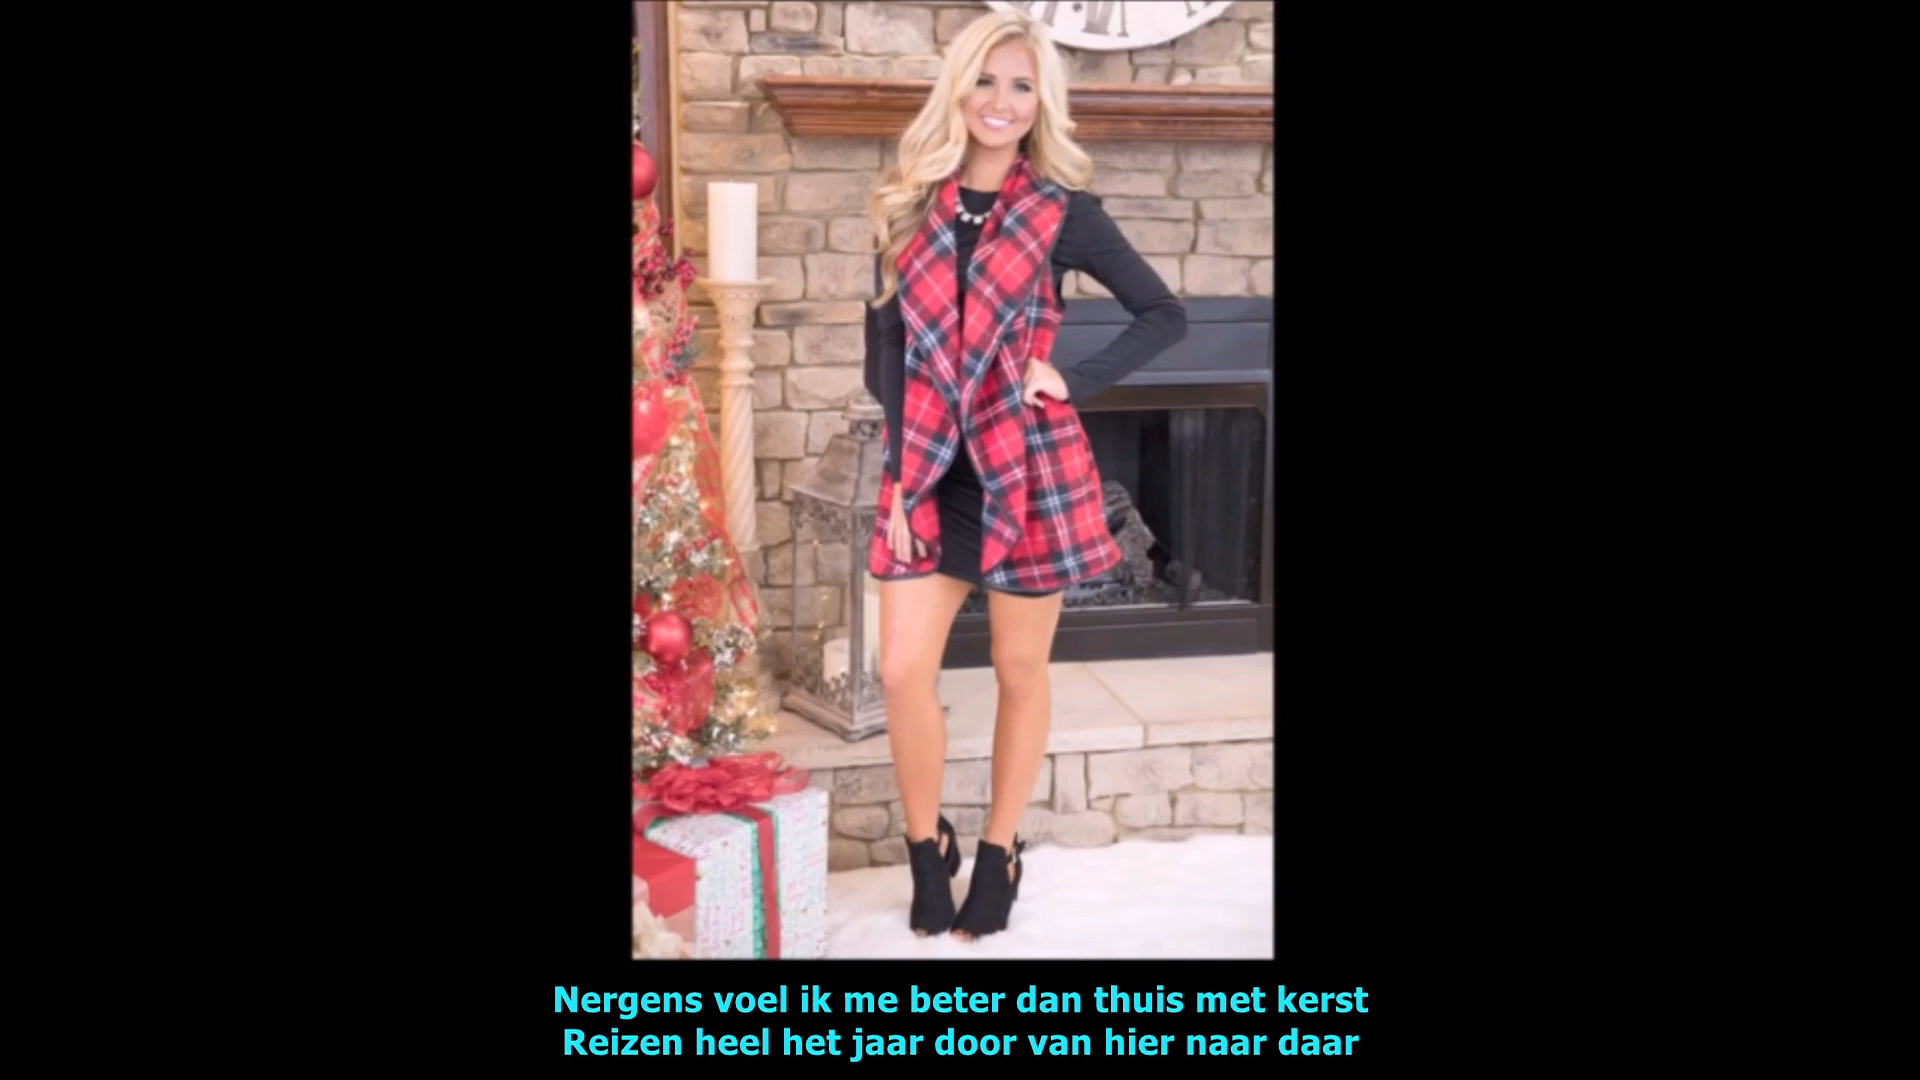 Nergens voel ik me beter dan thuis met kerst
Reizen heel het jaar door van hier naar daar